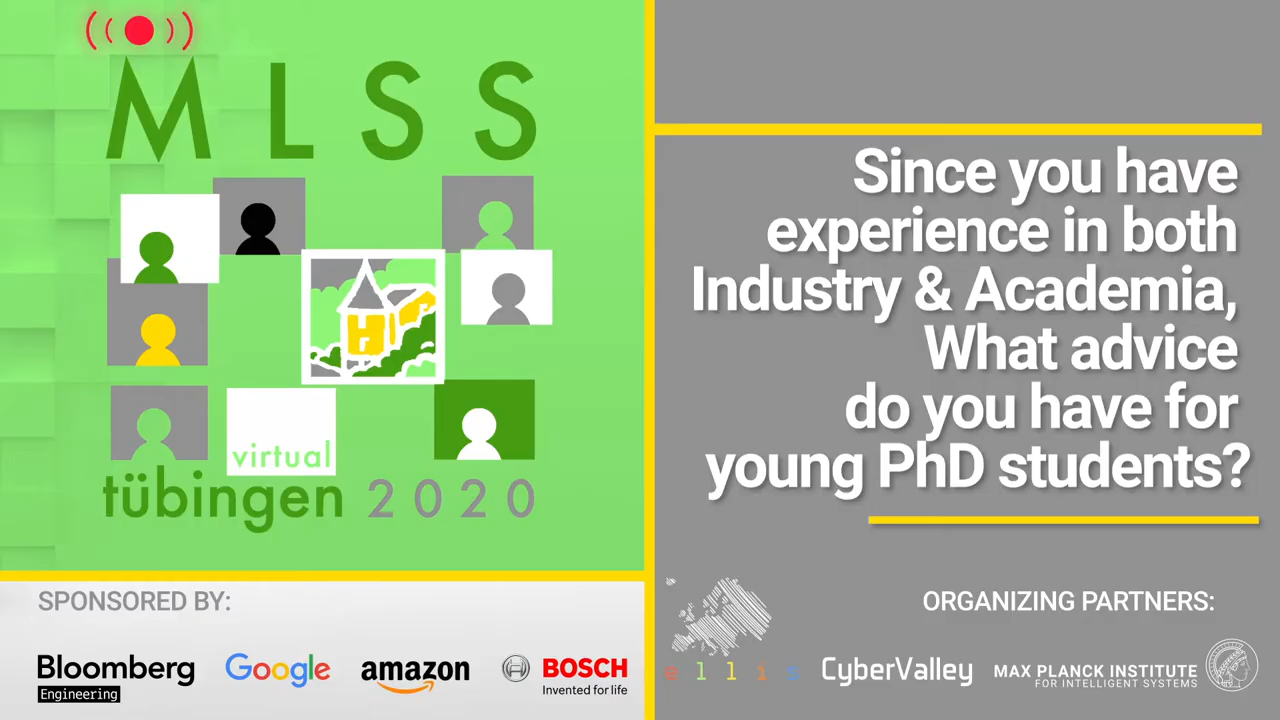 MLSS
virtual
tübingen 2020
Since you have
experience in both
Industry & Academia,
What advice
do you have for
young PhD students?
SPONSORED BY:
Bloomberg
Engineering
Google
amazon
BOSCH
Invented for life
ORGANIZING PARTNERS:
ellis
CyberValley
MAX PLANCK INSTITUTE
FOR INTELLIGENT SYSTEMS